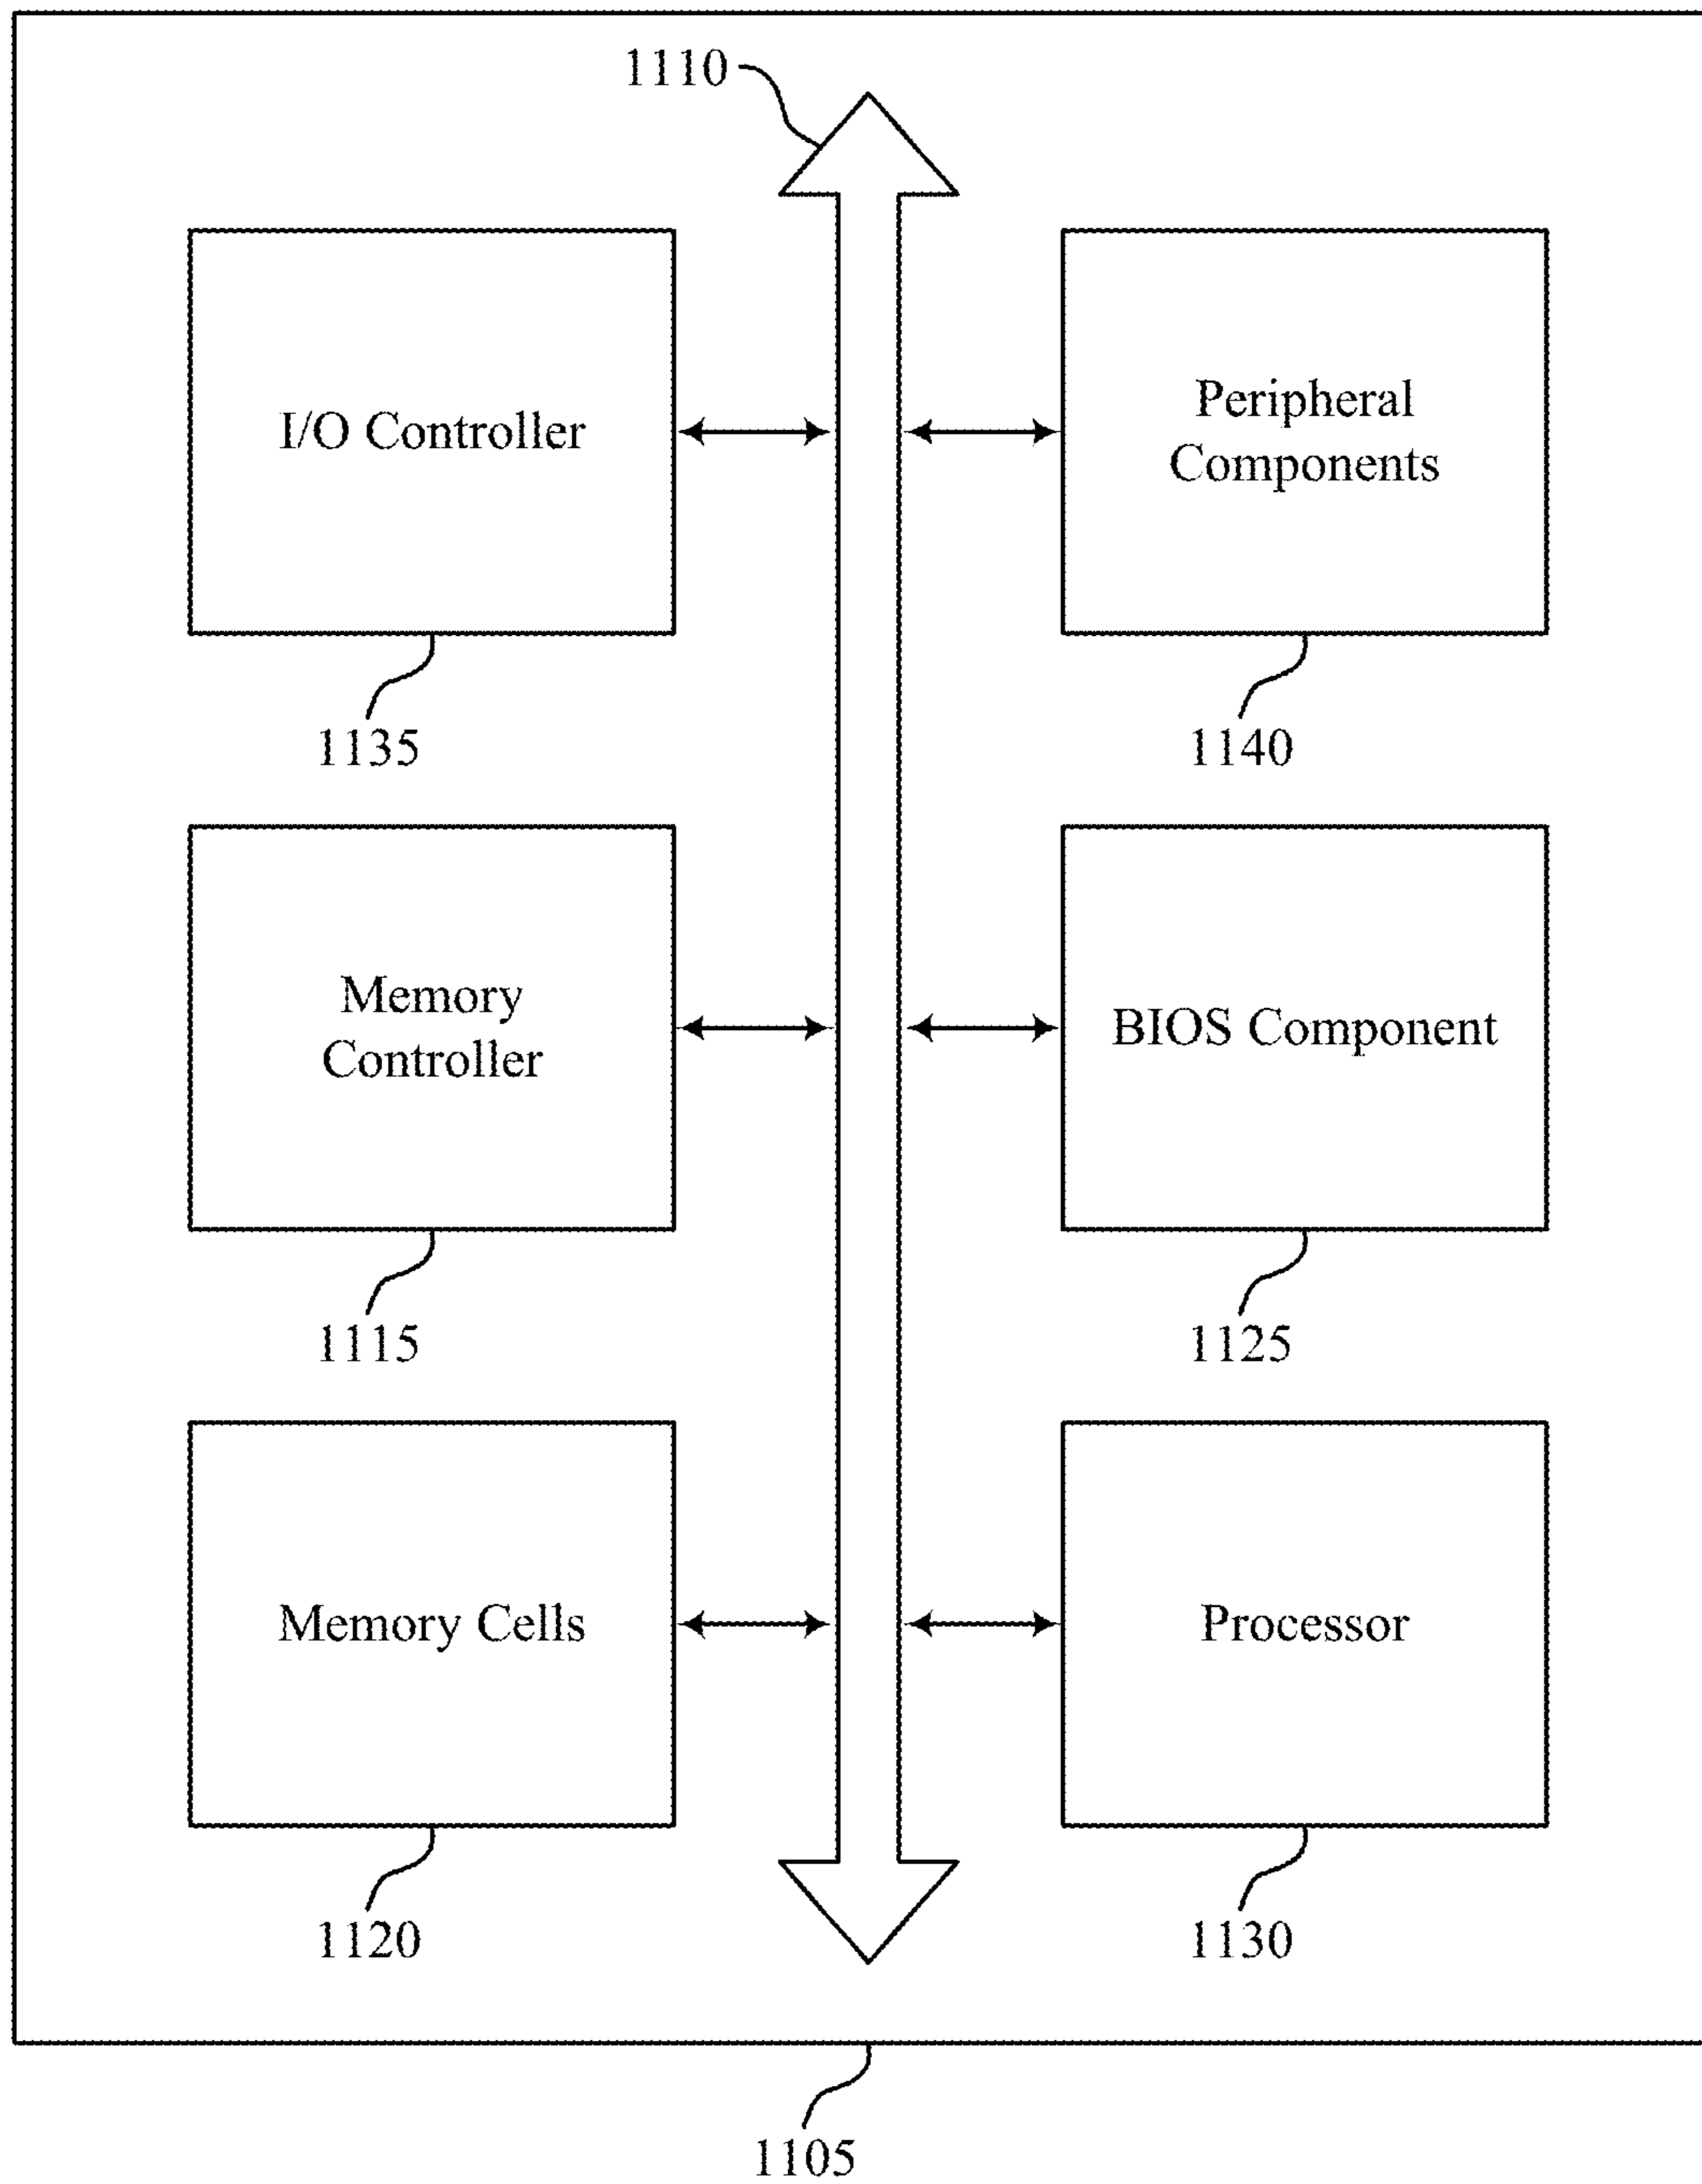 1110
I/O Controller
Peripheral
Components
1135
1140
Memory
Controller
BIOS Component
1115
1125
Memory Cells
Processor
1120
1130
1105